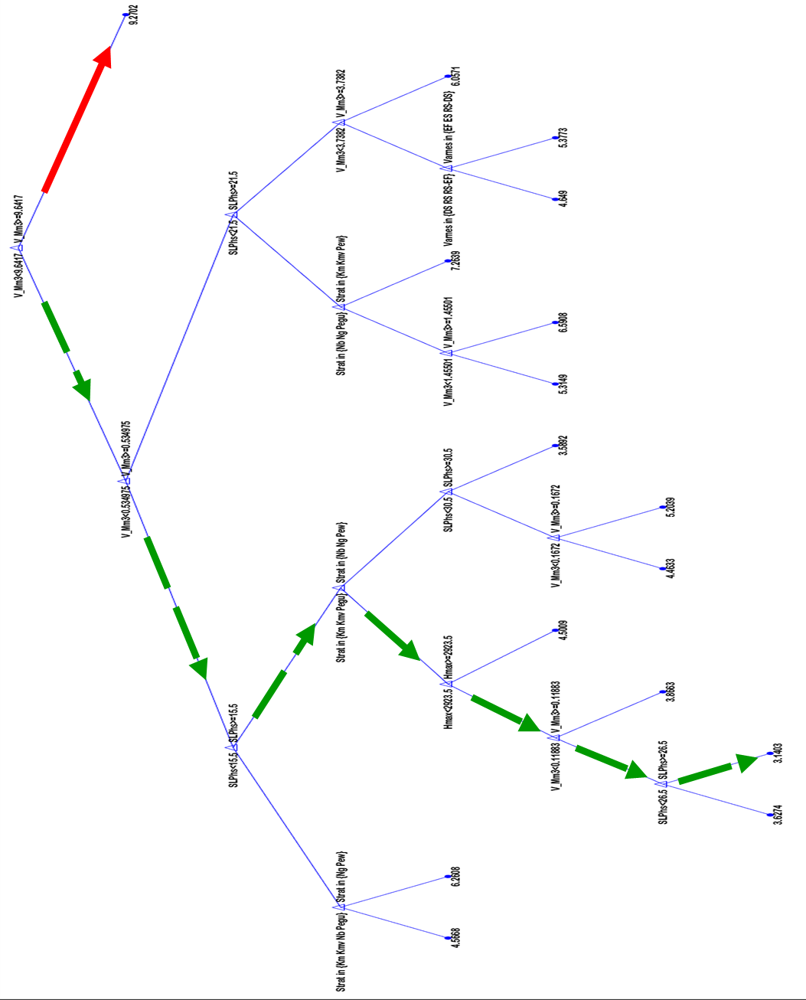 V_Mm3<9.6417 V_Mm3>=9.6417
V_Mm3<0.534975 V_Mm3>=0.534975
9.2702
SLPhs<15.5 SLPhs>=15.5
SLPhs<21.5 SLPhs>=21.5
Strat in {Km Kmv Nb Pegu} Strat in {Ng Pew}
Strat in {Km Kmv Pegu} Strat in {Nb Ng Pew}
Strat in {Nb Ng Pegu} Strat in {Km Kmv Pew}
V_Mm3<3.7382 V_Mm3>=3.7382
4.5668
6.2608
Hmax<2923.5 Hmax>=2923.5
SLPhs<30.5 SLPhs>=30.5
V_Mm3<1.45501 V_Mm3>=1.45501
7.2639
Varnes in {DS RS RS-EF} Varnes in {EF ES RS-DS}
6.0571
V_Mm3<0.11883 V_Mm3>=0.11883
4.5009
V_Mm3<0.1672 V_Mm3>=0.1672
3.5892
5.3149
6.5908
4.649
5.3773
SLPhs<26.5 SLPhs>=26.5
3.8663
4.4633
5.2039
3.6274
3.1403